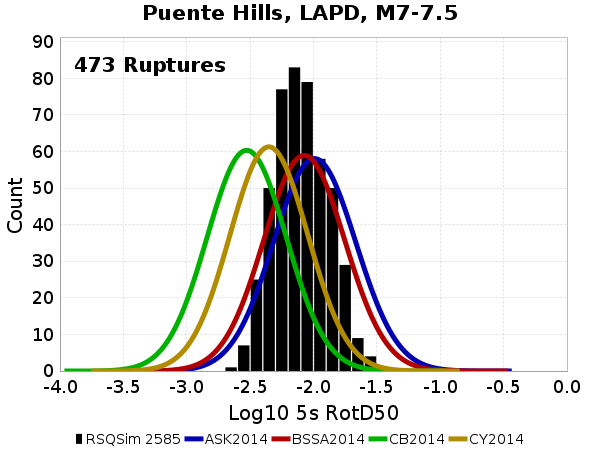 Puente Hills, LAPD, M7-7.5
473 Ruptures
Count
90
80
70
60
50
40
30
20
10
0
-4.0 -3.5 -3.0 -2.5 -2.0 -1.5 -1.0 -0.5 0.0
Log10 5s RotD50
RSQSim 2585 ASK2014 BSSA2014 CB2014 CY2014